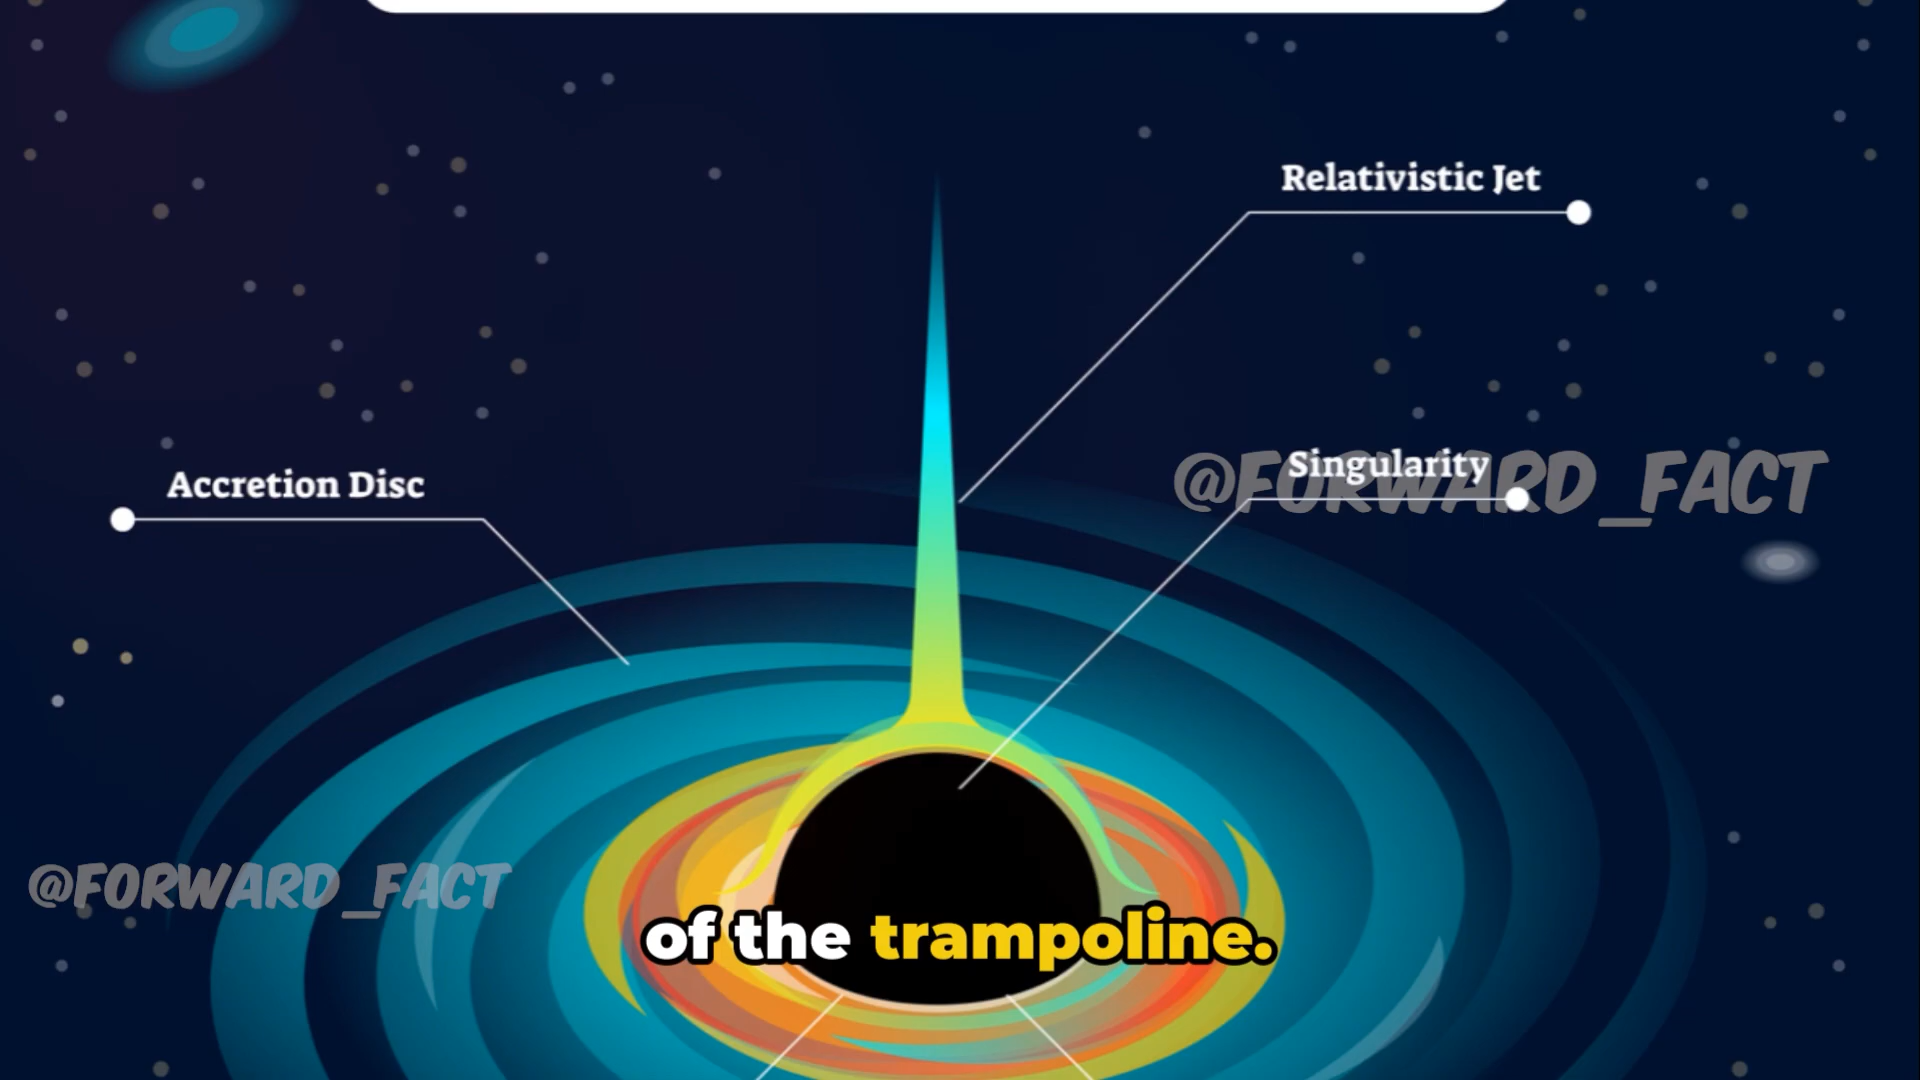 Relativistic Jet
Singularity
@FORWARD_FACT
Accretion Disc
@FORWARD_FACT
of the trampoline.